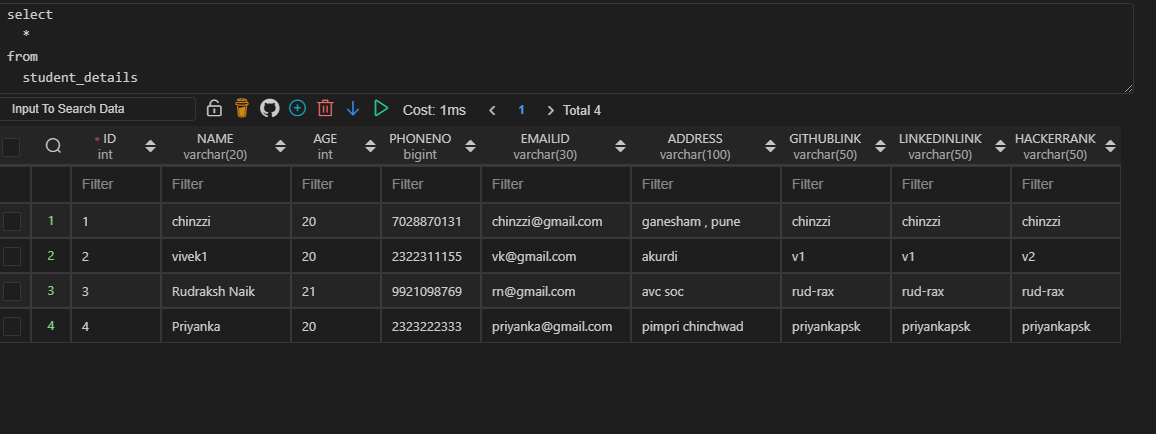 select
*
from
student_details
Input To Search Data Cost: 1ms 1 Total 4
* ID NAME AGE PHONENO EMAILID ADDRESS GITHUBLINK LINKEDINLINK HACKERRANK
int varchar(20) int bigint varchar(30) varchar(100) varchar(50) varchar(50) varchar(50)
Filter Filter Filter Filter Filter Filter Filter Filter Filter
1 1 chinzzi 20 7028870131 chinzzi@gmail.com ganesham , pune chinzzi chinzzi chinzzi
2 2 vivek1 20 2322311155 vk@gmail.com akurdi v1 v1 v2
3 3 Rudraksh Naik 21 9921098769 rn@gmail.com avc soc rud-rax rud-rax rud-rax
4 4 Priyanka 20 2323222333 priyanka@gmail.com pimpri chinchwad priyankapsk priyankapsk priyankapsk